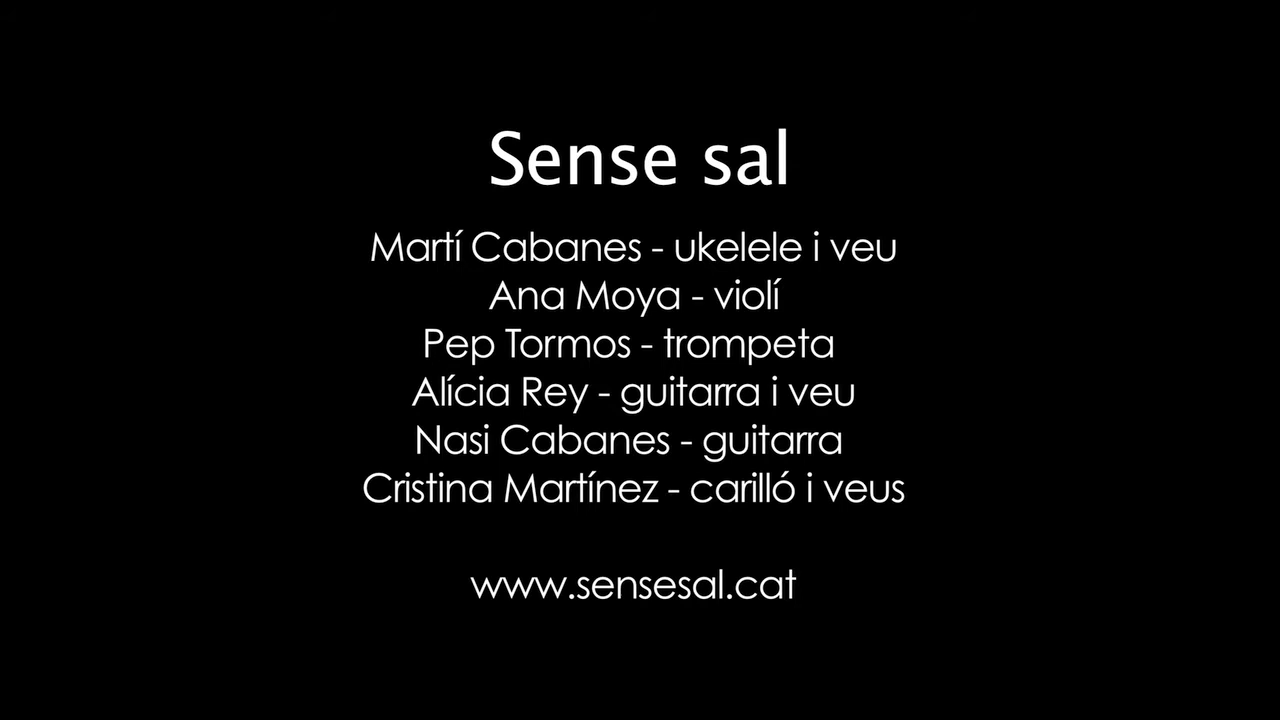 Sense sal
Martí Cabanes - ukelele i veu
Ana Moya - violí
Pep Tormos - trompeta
Alícia Rey - guitarra i veu
Nasi Cabanes - guitarra
Cristina Martínez - carilló i veus
www.sensesal.cat